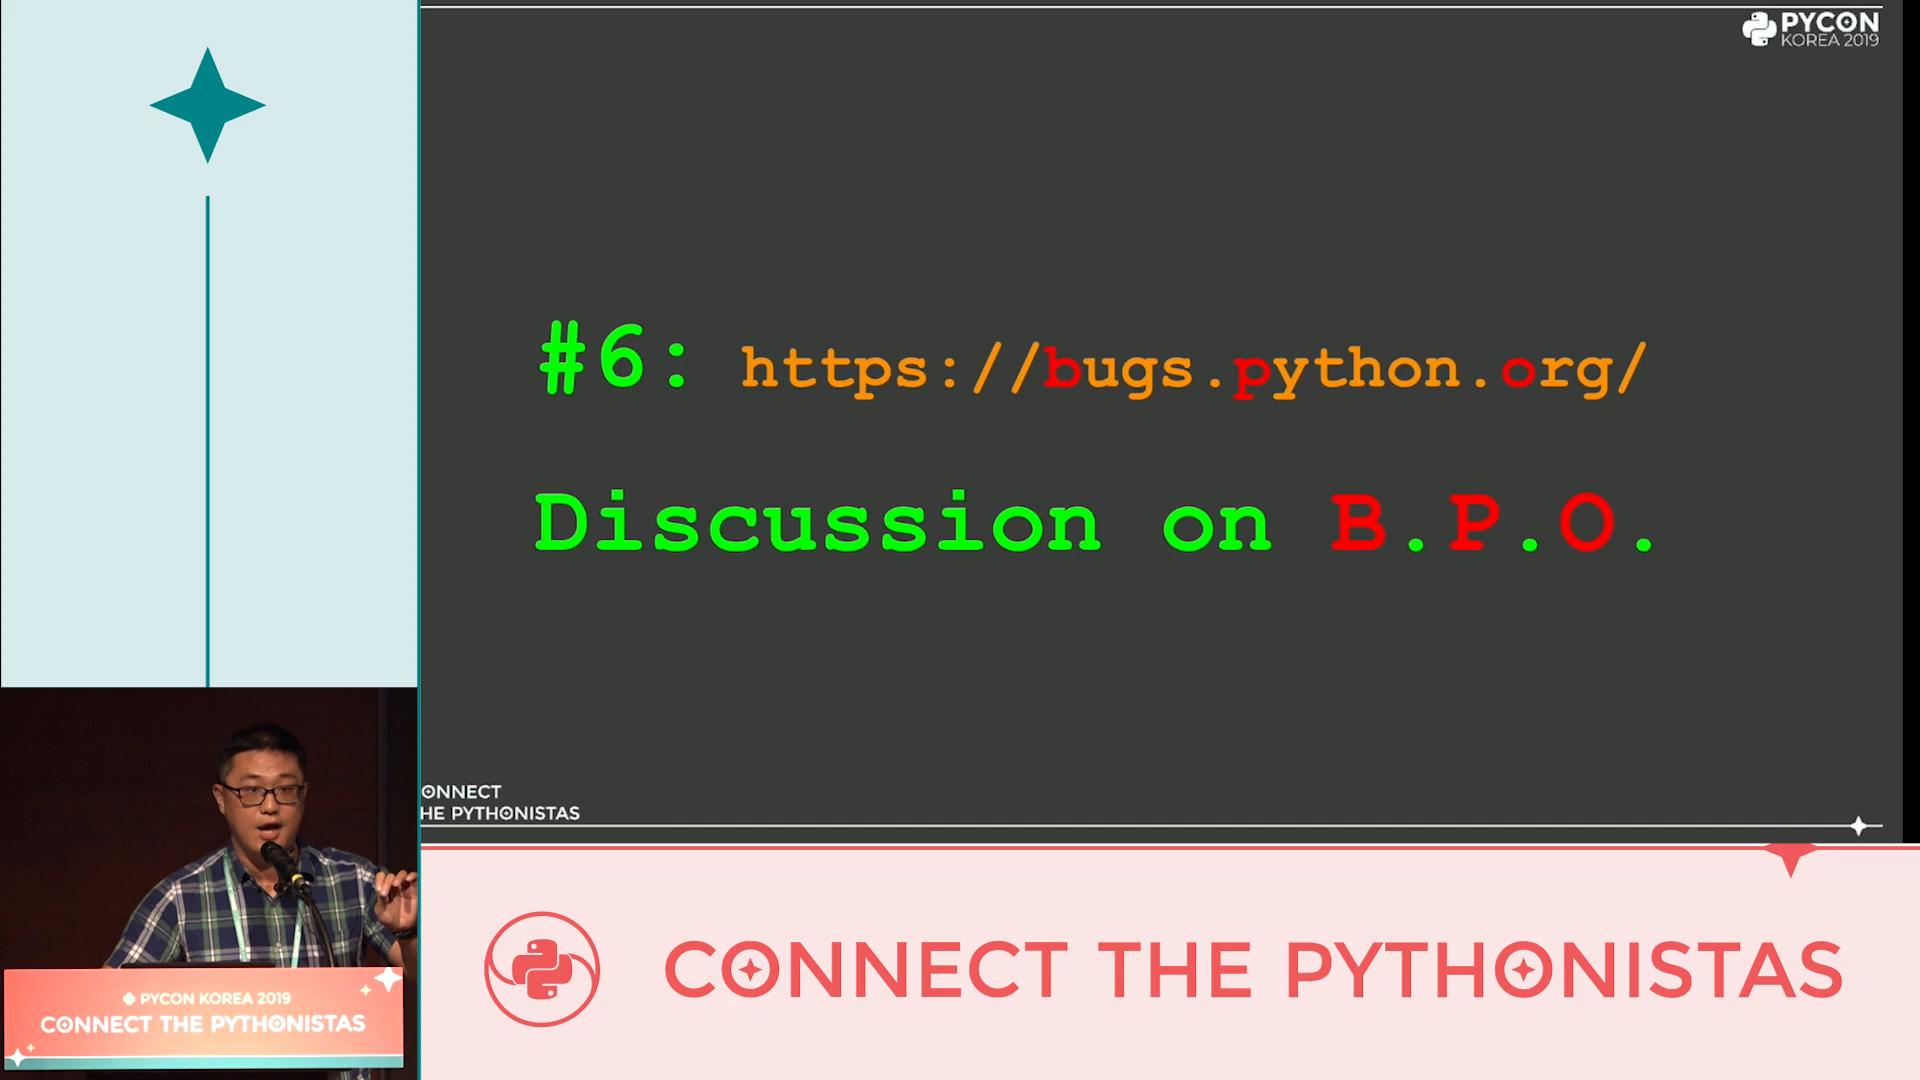 PYCON
KOREA 2019
#6: https://bugs.python.org/
Discussion on B.P.O.
ONNECT
HE PYTHONISTAS
CONNECT THE PYTHONISTAS
PYCON KOREA 2019
CONNECT THE PYTHONISTAS